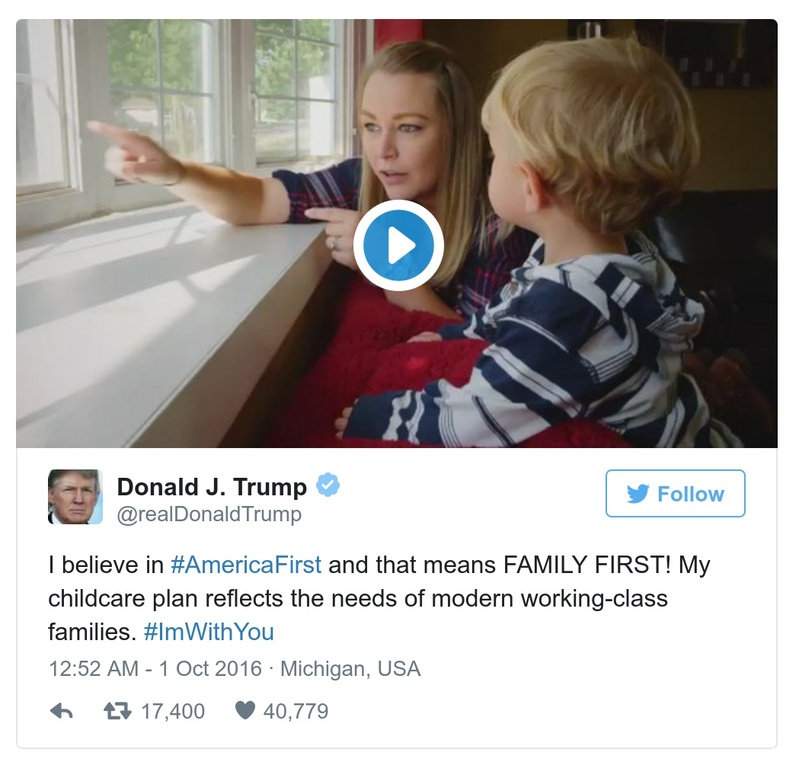 Donald J. Trump
@realDonaldTrump
Follow
I believe in #AmericaFirst and that means FAMILY FIRST! My
childcare plan reflects the needs of modern working-class
families. #ImWithYou
12:52 AM - 1 Oct 2016 · Michigan, USA
17,400 40,779